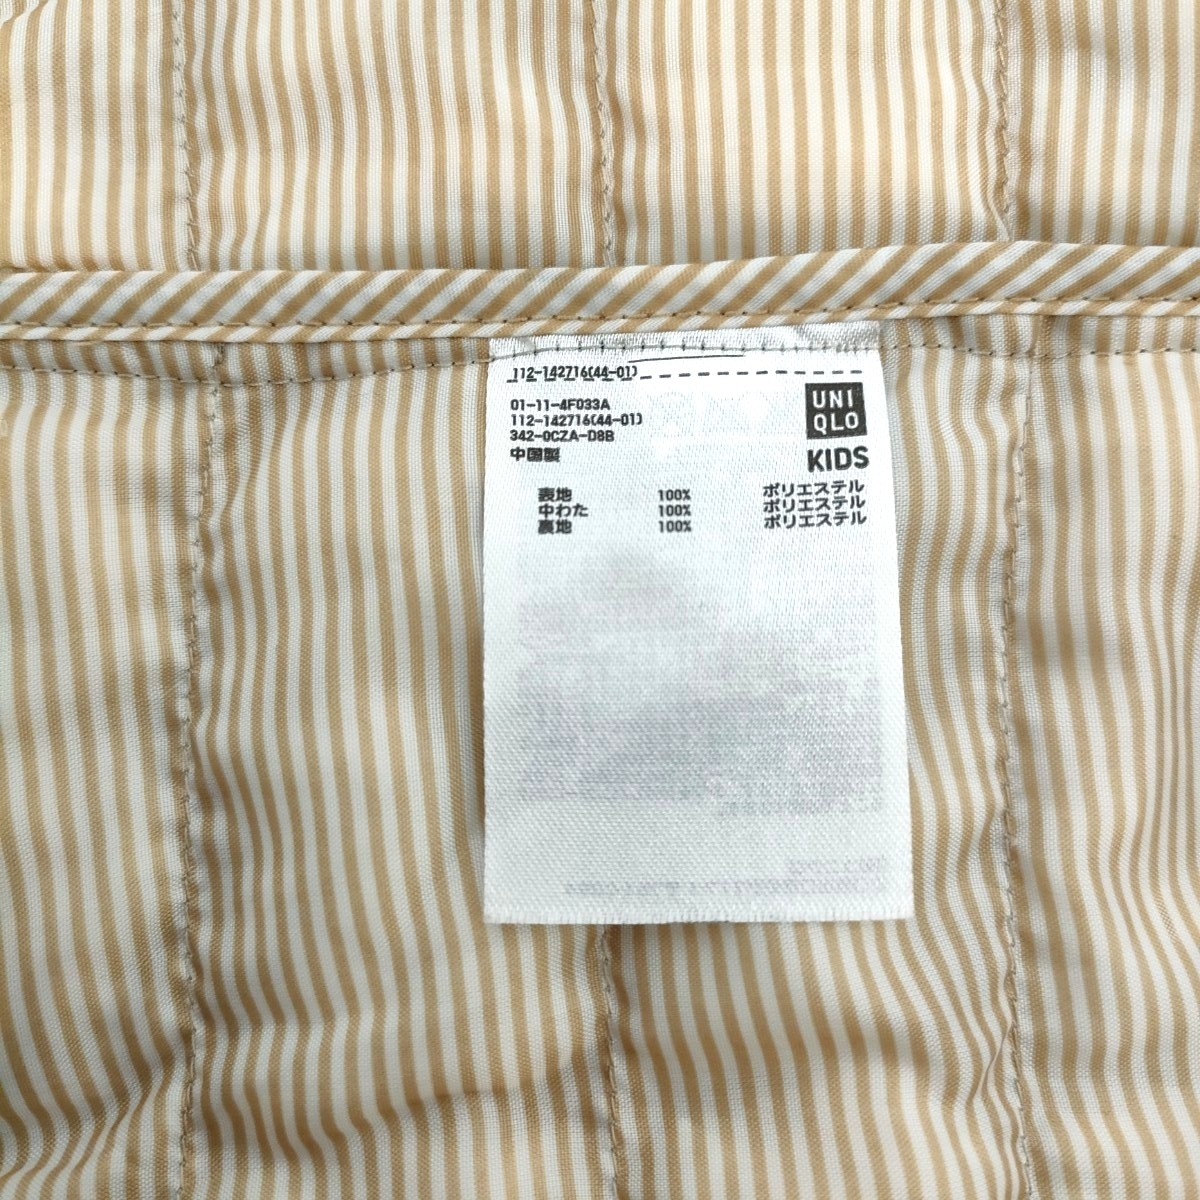 112-142716(44-01)
01-11-4F033A
112-142716(44-01)
342-0CZA-D8B
中国製
UNI
QLO
KIDS
表地 100% ポリエステル
中わた 100% ポリエステル
裏地 100% ポリエステル